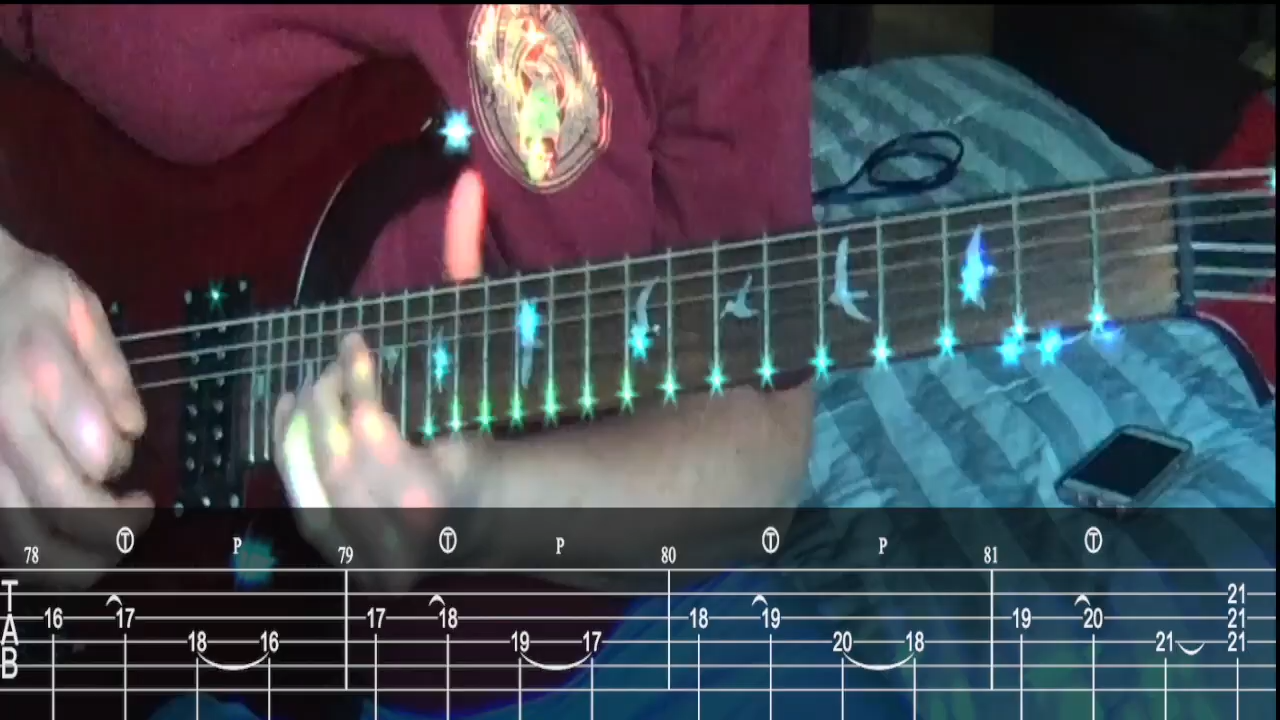 T P T P T P T
78 79 80 81
T 21
A 16 17 17 18 18 19 19 20 21
B 18 16 19 17 20 18 21 21